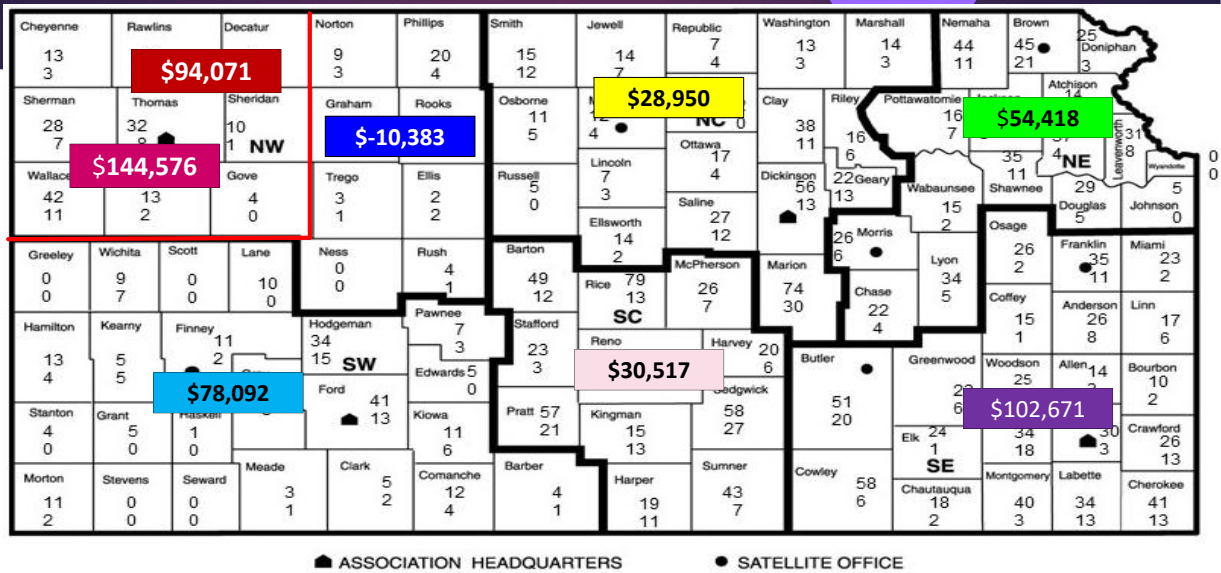 Cheyenne
13
3
Rawlins
Decatur
$94,071
Norton
9
3
Phillips
20
4
Smith
15
12
Jewell
14
7
Republic
7
4
Washington
13
3
Marshall
14
3
Nemaha
44
11
Brown
45
21
25
Doniphan
3
Sherman
28
7
Thomas
32
Sheridan
10
1
NW
Graham
Rooks
$-10,383
Osborne
11
5
4
$28,950
NC
0
Clay
38
11
Riley
16
6
Pottawatomie
16
7
Atchison
14
$54,418
4
NE
Leavenworth
31
8
Wyandotte
0
0
Wallace
42
11
$144,576
13
2
Gove
4
0
Trego
3
1
Ellis
2
2
Russell
5
0
Lincoln
7
3
Ottawa
17
4
Saline
27
12
Dickinson
56
13
22
Geary
13
Wabaunsee
15
2
35
11
Shawnee
29
Douglas
5
5
Johnson
0
Ellsworth
14
2
26
Morris
6
Osage
26
2
Franklin
35
11
Miami
23
2
Greeley
0
0
Wichita
9
7
Scott
0
0
Lane
10
0
Ness
0
0
Rush
4
1
Barton
49
12
Rice
79
13
SC
McPherson
26
7
Marion
74
30
Chase
22
4
Lyon
34
5
Coffey
15
1
Anderson
26
8
Linn
17
6
Hamilton
13
4
Kearny
5
5
Finney
11
2
Hodgeman
34
15
SW
Pawnee
7
3
Stafford
23
3
Reno
Harvey
20
6
$30,517
Butler
51
20
Greenwood
6
Woodson
25
Allen
14
Bourbon
10
2
$78,092
Ford
41
13
Edwards
5
0
$102,671
Stanton
4
0
Grant
5
0
Haskell
1
0
Kiowa
11
6
Pratt
57
21
Kingman
15
13
Sedgwick
58
27
Elk
24
1
SE
34
18
30
3
Crawford
26
13
Morton
11
2
Stevens
0
0
Seward
0
0
Meade
3
1
Clark
5
2
Comanche
12
4
Barber
4
1
Harper
19
11
Sumner
43
7
Cowley
58
6
Chautauqua
18
2
Montgomery
40
3
Labette
34
13
Cherokee
41
13
ASSOCIATION HEADQUARTERS
SATELLITE OFFICE